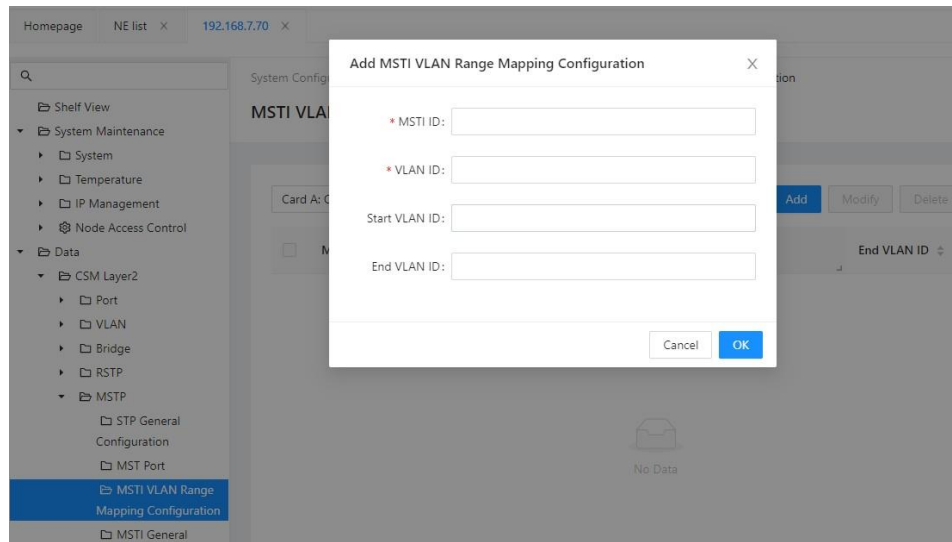 Homepage NE list × 192.168.7.70 ×
Shelf View
System Maintenance
System
Temperature
IP Management
Node Access Control
Data
CSM Layer2
Port
VLAN
Bridge
RSTP
MSTP
STP General
Configuration
MST Port
MSTI VLAN Range
Mapping Configuration
MSTI General
System Config
MSTI VLA
Card A: C
Add Modify Delete
M End VLAN ID
No Data
Add MSTI VLAN Range Mapping Configuration
* MSTI ID:
* VLAN ID:
Start VLAN ID:
End VLAN ID:
Cancel OK